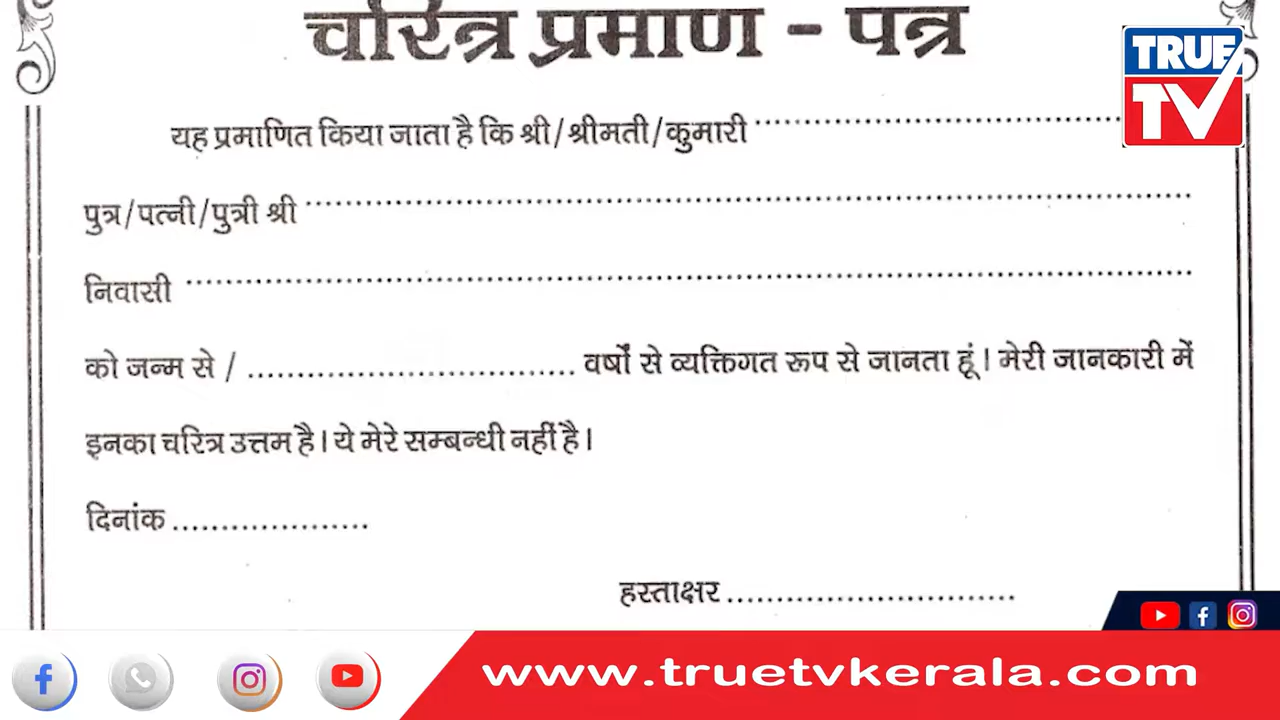 चरित्र प्रमाण - पत्र
TRUE
TV
यह प्रमाणित किया जाता है कि श्री/श्रीमती/कुमारी ........................................
पुत्र/पत्नी/पुत्री श्री ................................................................................
निवासी ................................................................................
को जन्म से / ................................. वर्षों से व्यक्तिगत रूप से जानता हूं। मेरी जानकारी में
इनका चरित्र उत्तम है। ये मेरे सम्बन्धी नहीं है।
दिनांक ....................
हस्ताक्षर .............................
www.truetvkerala.com